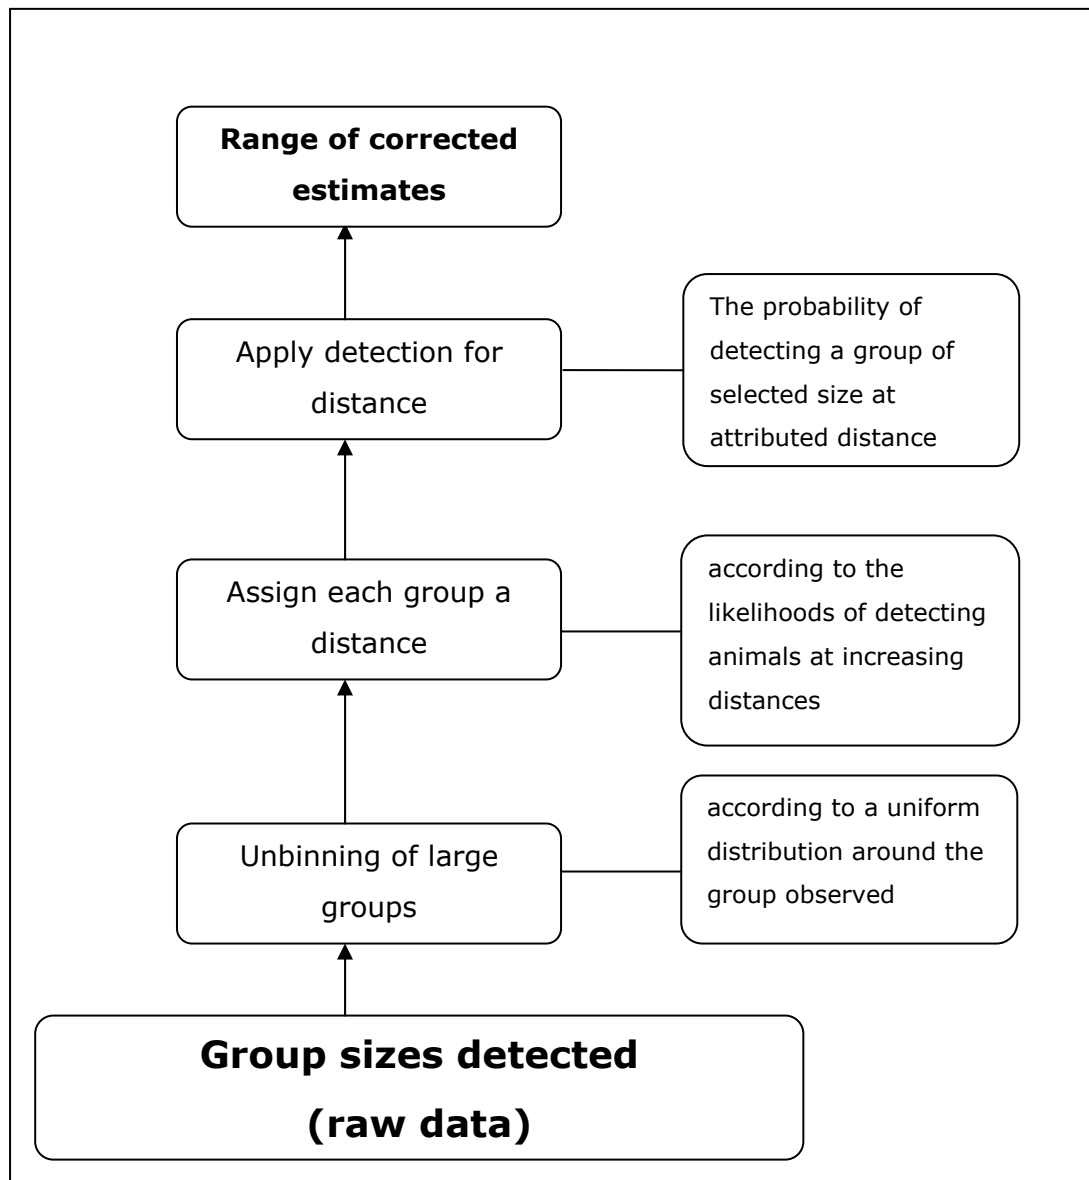 Range of corrected
estimates
Apply detection for
distance
The probability of
detecting a group of
selected size at
attributed distance
Assign each group a
distance
according to the
likelihoods of detecting
animals at increasing
distances
Unbinning of large
groups
according to a uniform
distribution around the
group observed
Group sizes detected
(raw data)